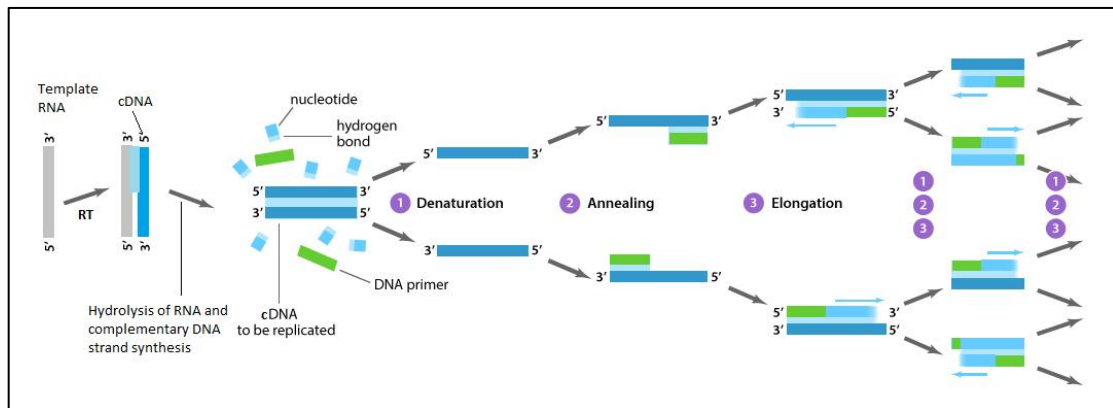 Template
RNA
cDNA
3'
3'
5'
RT
5'
5'
3'
Hydrolysis of RNA and
complementary DNA
strand synthesis
nucleotide
hydrogen
bond
5'
3'
3'
5'
DNA primer
cDNA
to be replicated
5'
3'
1 Denaturation
3'
5'
5'
3'
2 Annealing
3'
5'
5'
3'
3'
5'
3 Elongation
5'
3'
3'
5'
1
2
3
1
2
3